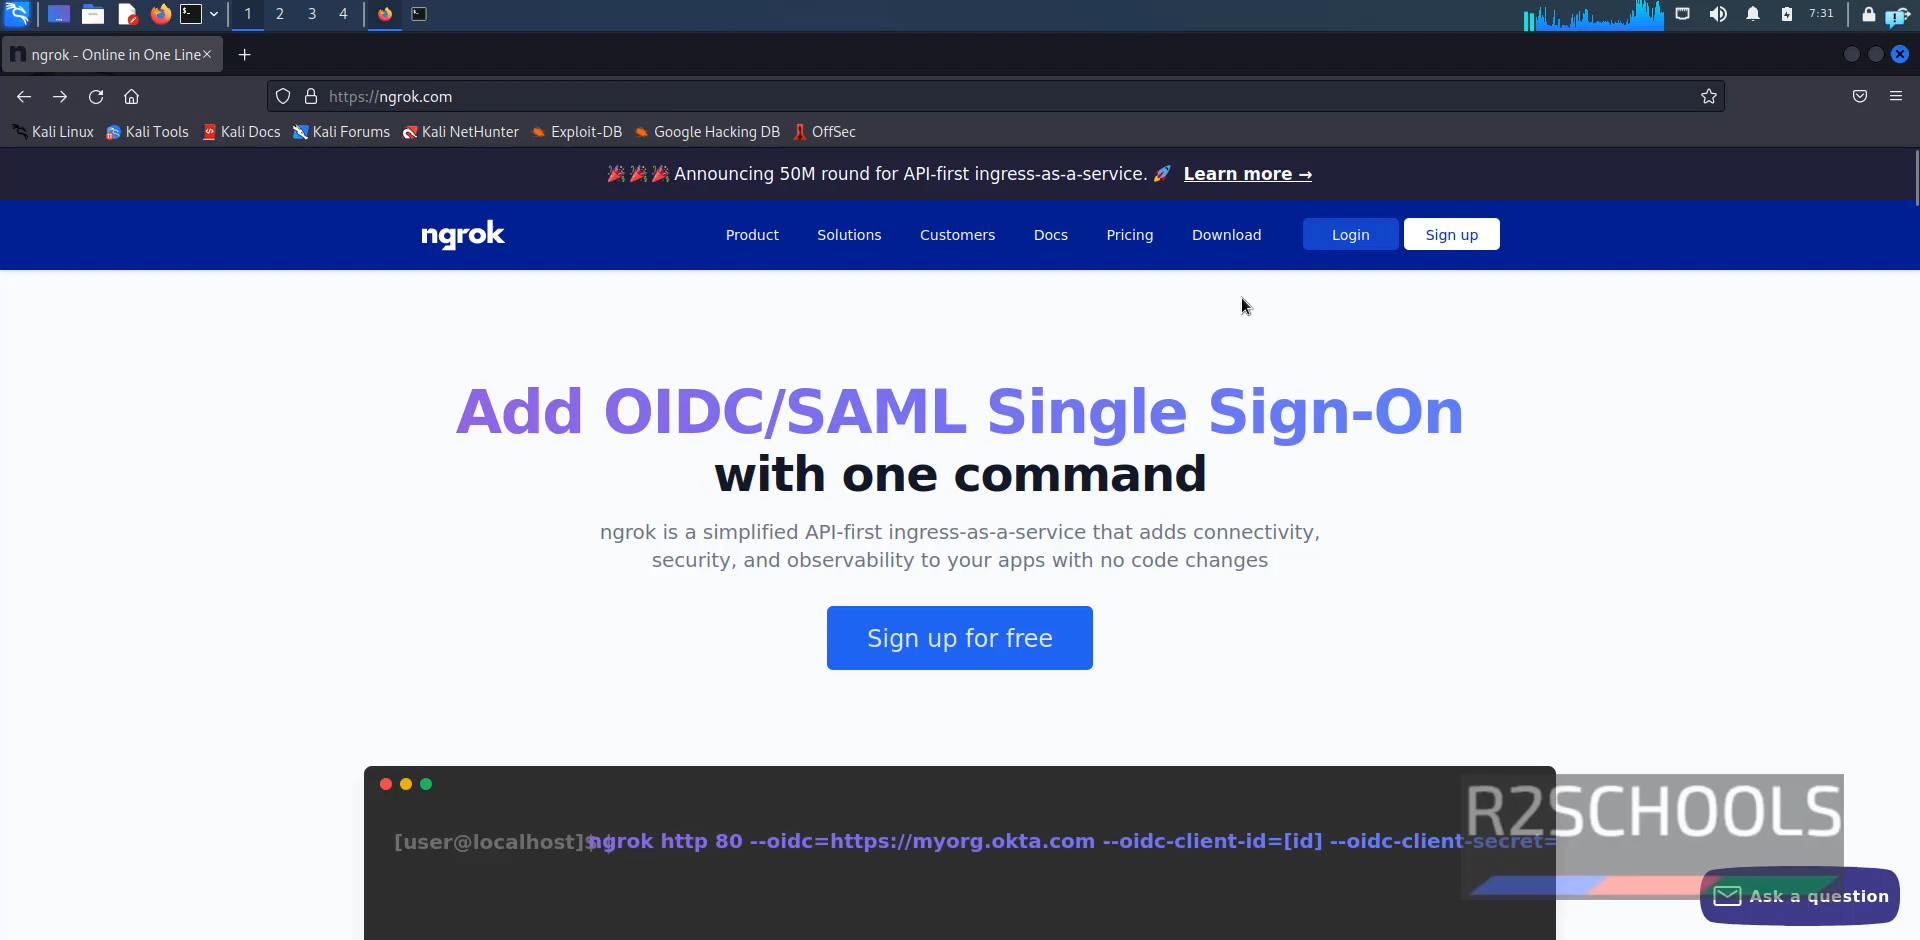 1 2 3 4 7:31
ngrok - Online in One Line
https://ngrok.com
Kali Linux Kali Tools Kali Docs Kali Forums Kali NetHunter Exploit-DB Google Hacking DB OffSec
Announcing 50M round for API-first ingress-as-a-service. Learn more →
ngrok Product Solutions Customers Docs Pricing Download Login Sign up
Add OIDC/SAML Single Sign-On
with one command
ngrok is a simplified API-first ingress-as-a-service that adds connectivity,
security, and observability to your apps with no code changes
Sign up for free
[user@localhost]$ ngrok http 80 --oidc=https://myorg.okta.com --oidc-client-id=[id] --oidc-client-secret=
R2SCHOOLS
Ask a question